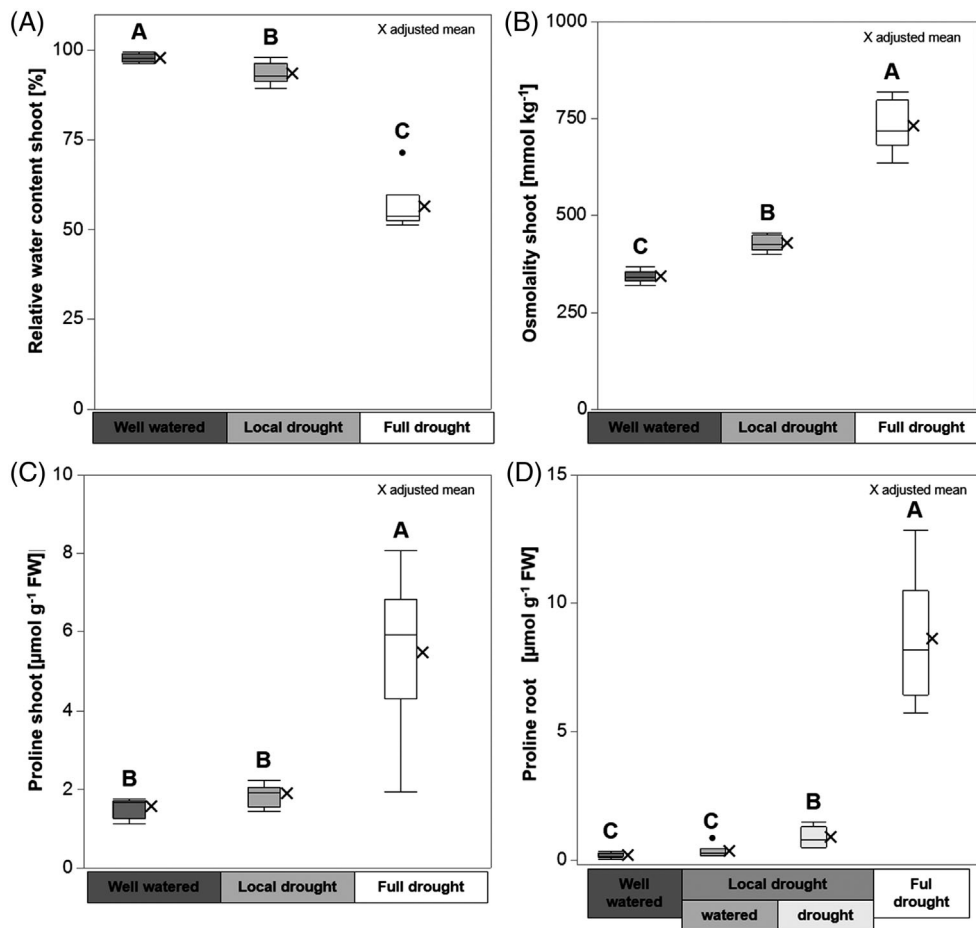 (A)
X adjusted mean
A
B
C
100
75
50
25
0
Relative water content shoot [%]
Well watered
Local drought
Full drought
(B)
X adjusted mean
A
B
C
1000
750
500
250
0
Osmolality shoot [mmol kg⁻¹]
Well watered
Local drought
Full drought
(C)
X adjusted mean
A
B
B
10
8
6
4
2
0
Proline shoot [µmol g⁻¹ FW]
Well watered
Local drought
Full drought
(D)
X adjusted mean
A
B
C
C
15
10
5
0
Proline root [µmol g⁻¹ FW]
Well
watered
Local drought
watered
drought
Ful
drought